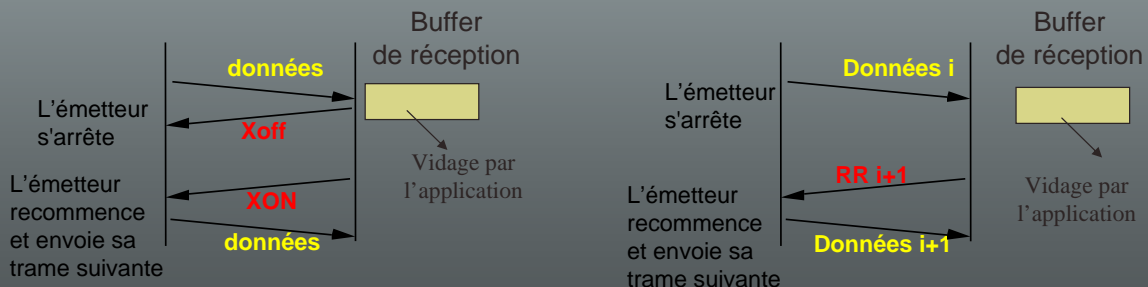 Buffer
de réception
données
L'émetteur
s'arrête
Xoff
Vidage par
l'application
L'émetteur
recommence
et envoie sa
trame suivante
XON
données
Buffer
de réception
Données i
L'émetteur
s'arrête
RR i+1
Vidage par
l'application
L'émetteur
recommence
et envoie sa
trame suivante
Données i+1